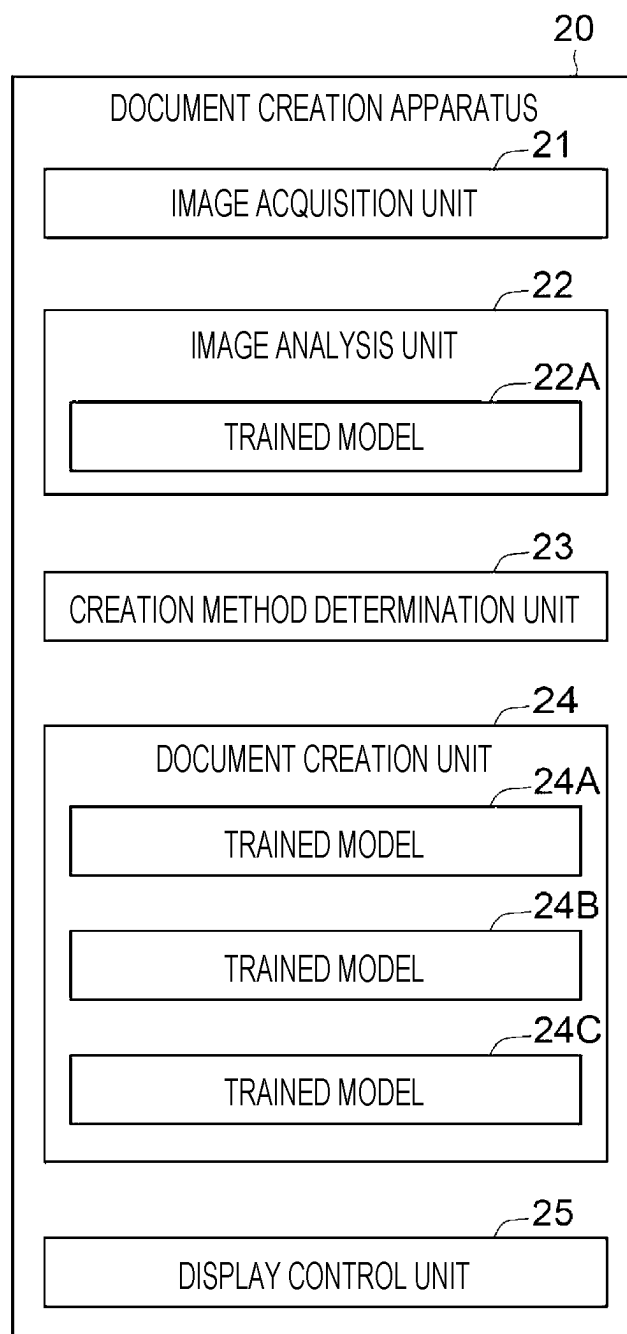 20
DOCUMENT CREATION APPARATUS
21
IMAGE ACQUISITION UNIT
22
IMAGE ANALYSIS UNIT
22A
TRAINED MODEL
23
CREATION METHOD DETERMINATION UNIT
24
DOCUMENT CREATION UNIT
24A
TRAINED MODEL
24B
TRAINED MODEL
24C
TRAINED MODEL
25
DISPLAY CONTROL UNIT